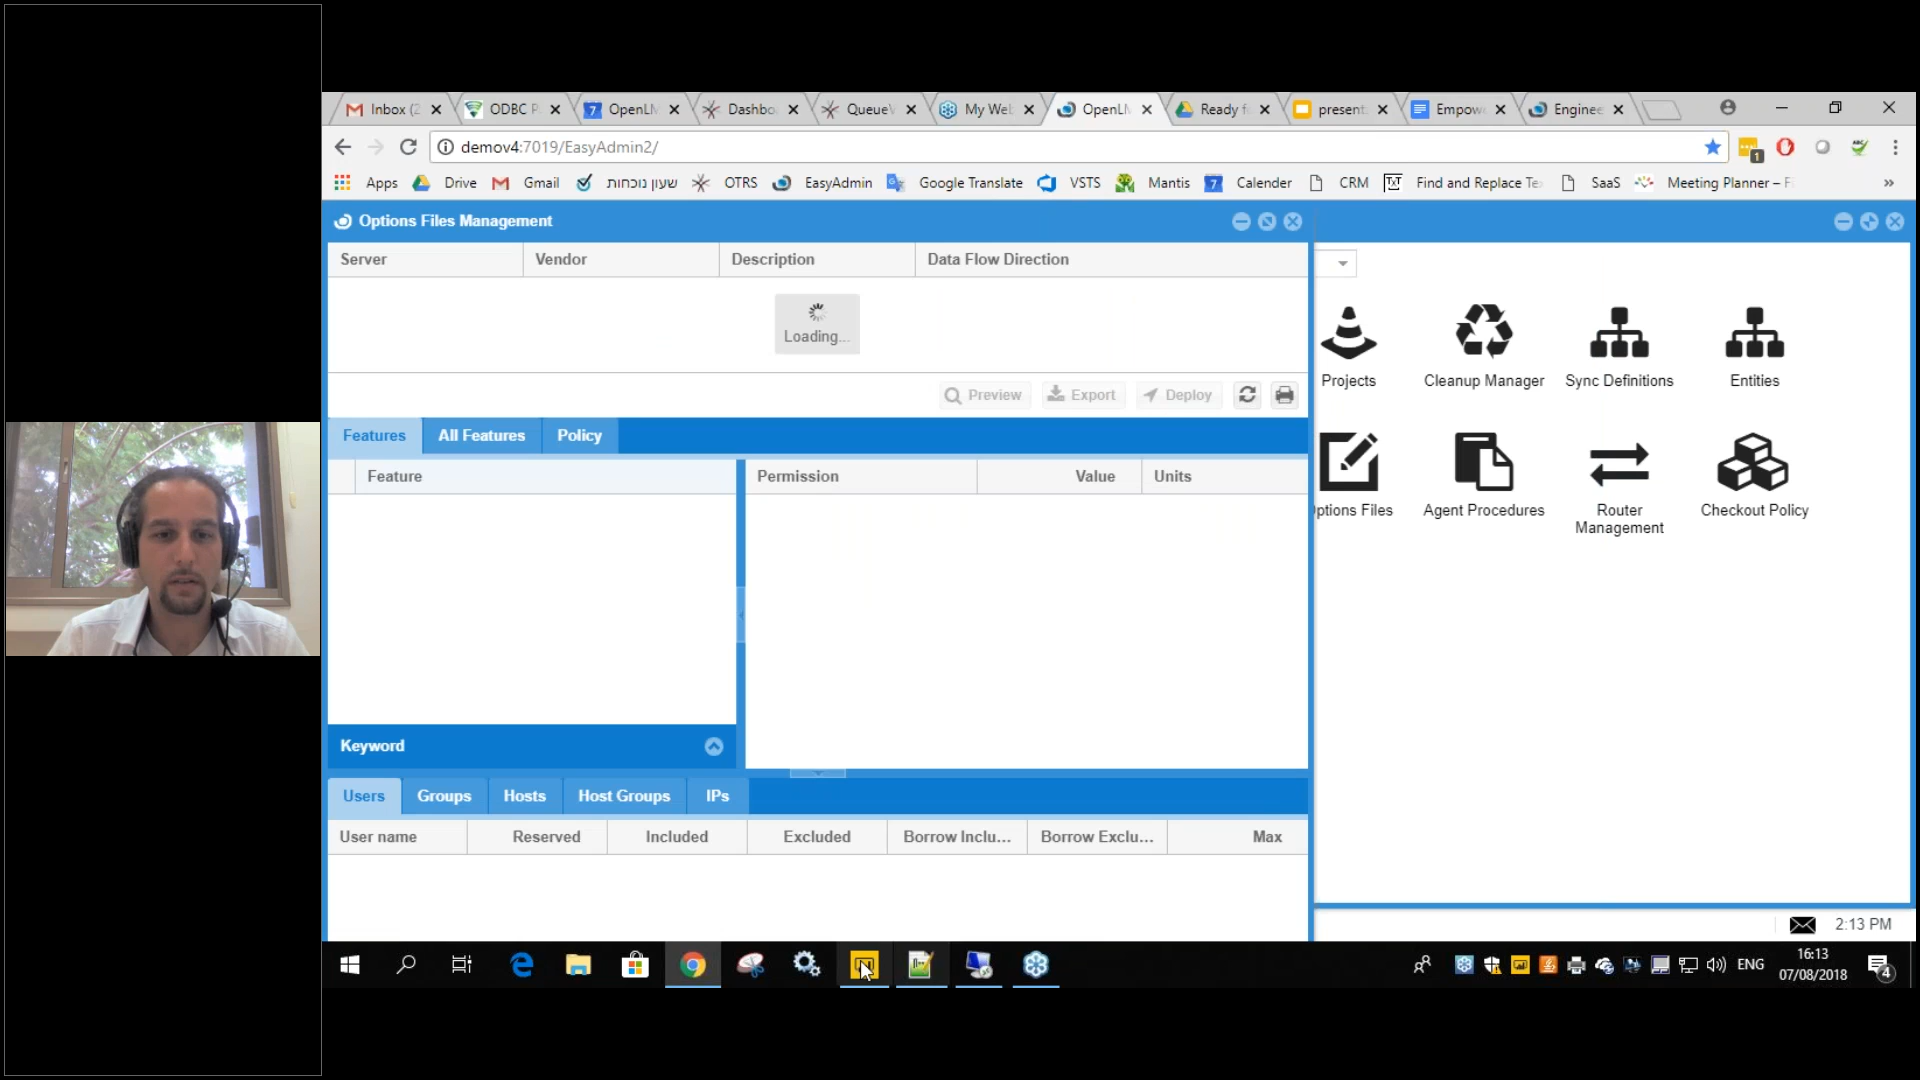 Inbox (2
ODBC P
OpenLM
Dashbo
QueueV
My Web
OpenLM
Ready f
present
Empow
Enginee
demov4:7019/EasyAdmin2/
Apps
Drive
Gmail
שעון נוכחות
OTRS
EasyAdmin
Google Translate
VSTS
Mantis
7
Calender
CRM
Find and Replace Te
SaaS
Meeting Planner – F
»
Options Files Management
Server
Vendor
Description
Data Flow Direction
Loading...
Preview
Export
Deploy
Features
All Features
Policy
Feature
Permission
Value
Units
Keyword
Users
Groups
Hosts
Host Groups
IPs
User name
Reserved
Included
Excluded
Borrow Inclu...
Borrow Exclu...
Max
Projects
Cleanup Manager
Sync Definitions
Entities
ptions Files
Agent Procedures
Router
Management
Checkout Policy
2:13 PM
ENG
16:13
07/08/2018
4